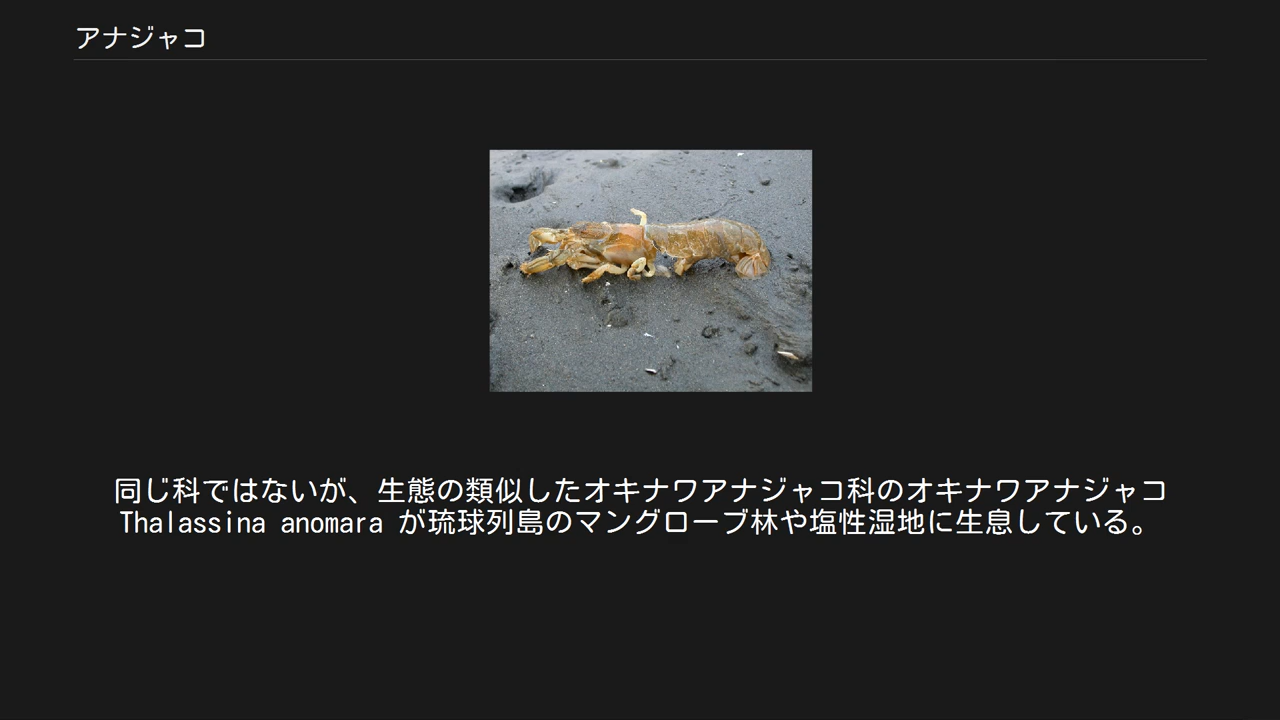 アナジャコ
同じ科ではないが、生態の類似したオキナワアナジャコ科のオキナワアナジャコ
Thalassina anomara が琉球列島のマングローブ林や塩性湿地に生息している。